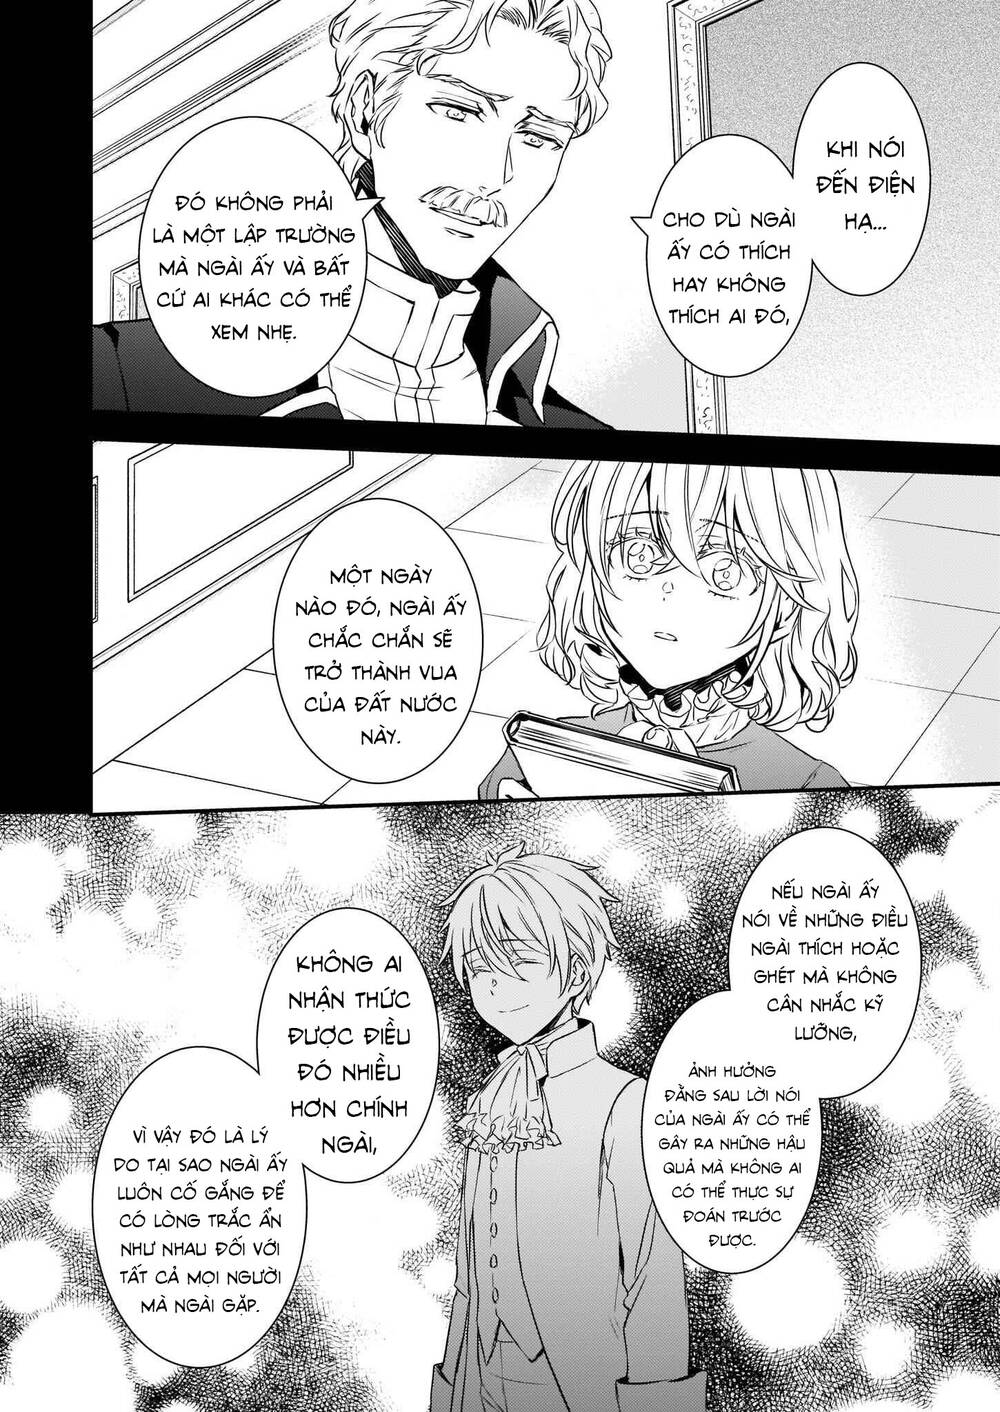 KHI NÓI
ĐẾN ĐIỆN
HẠ...
CHO DÙ NGÀI
ẤY CÓ THÍCH
HAY KHÔNG
THÍCH AI ĐÓ,
ĐÓ KHÔNG PHẢI
LÀ MỘT LẬP TRƯỜNG
MÀ NGÀI ẤY VÀ BẤT
CỨ AI KHÁC CÓ THỂ
XEM NHẸ.
MỘT NGÀY
NÀO ĐÓ, NGÀI ẤY
CHẮC CHẮN SẼ
TRỞ THÀNH VUA
CỦA ĐẤT NƯỚC
NÀY.
NẾU NGÀI ẤY
NÓI VỀ NHỮNG ĐIỀU
NGÀI THÍCH HOẶC
GHÉT MÀ KHÔNG
CÂN NHẮC KỸ
LƯỠNG,
ẢNH HƯỞNG
ĐẰNG SAU LỜI NÓI
CỦA NGÀI ẤY CÓ THỂ
GÂY RA NHỮNG HẬU
QUẢ MÀ KHÔNG AI
CÓ THỂ THỰC SỰ
ĐOÁN TRƯỚC
ĐƯỢC.
KHÔNG AI
NHẬN THỨC
ĐƯỢC ĐIỀU
ĐÓ NHIỀU
HƠN CHÍNH
NGÀI,
VÌ VẬY ĐÓ LÀ LÝ
DO TẠI SAO NGÀI ẤY
LUÔN CỐ GẮNG ĐỂ
CÓ LÒNG TRẮC ẨN
NHƯ NHAU ĐỐI VỚI
TẤT CẢ MỌI NGƯỜI
MÀ NGÀI GẶP.